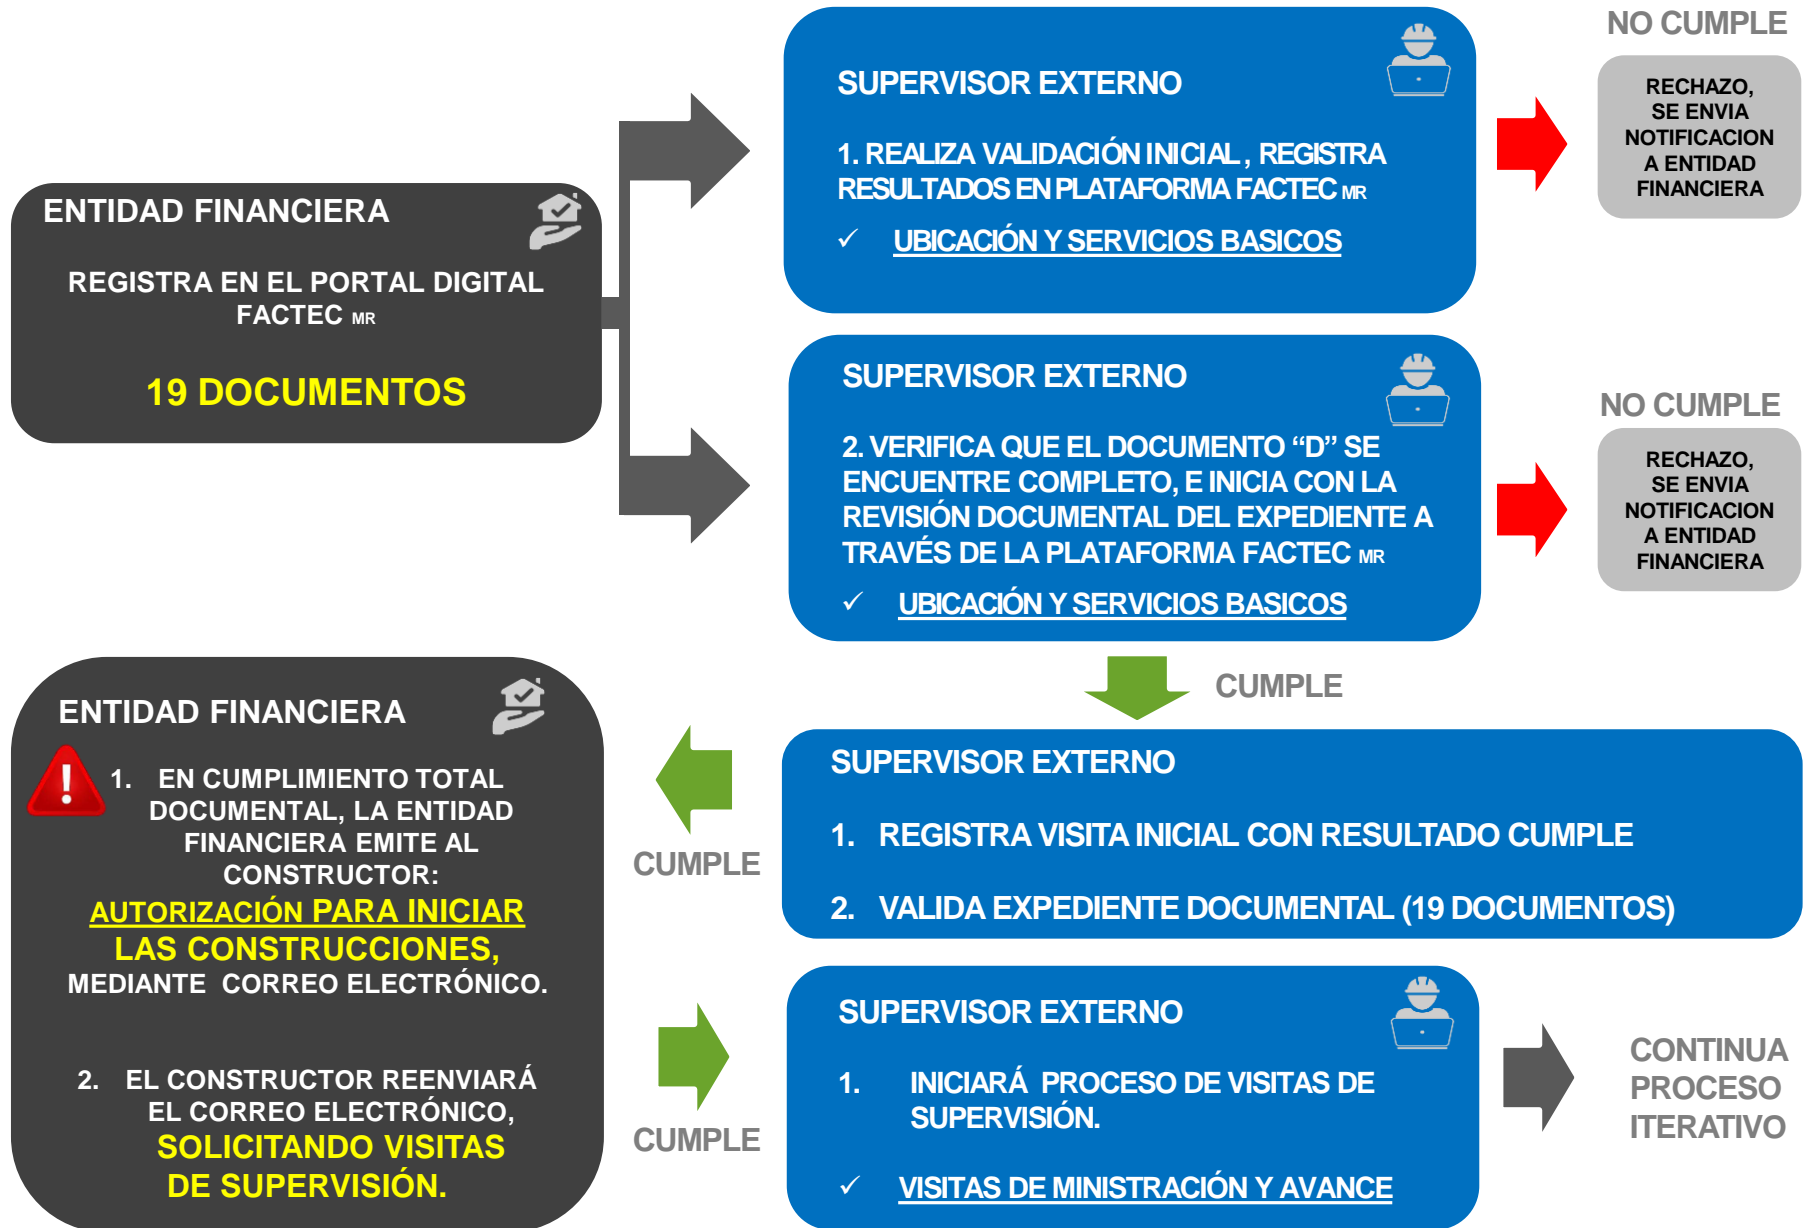 ENTIDAD FINANCIERA
REGISTRA EN EL PORTAL DIGITAL
FACTEC MR
19 DOCUMENTOS
SUPERVISOR EXTERNO
1. REALIZA VALIDACIÓN INICIAL , REGISTRA
RESULTADOS EN PLATAFORMA FACTEC MR
✓ UBICACIÓN Y SERVICIOS BASICOS
NO CUMPLE
RECHAZO,
SE ENVIA
NOTIFICACION
A ENTIDAD
FINANCIERA
SUPERVISOR EXTERNO
2. VERIFICA QUE EL DOCUMENTO “D” SE
ENCUENTRE COMPLETO, E INICIA CON LA
REVISIÓN DOCUMENTAL DEL EXPEDIENTE A
TRAVÉS DE LA PLATAFORMA FACTEC MR
✓ UBICACIÓN Y SERVICIOS BASICOS
NO CUMPLE
RECHAZO,
SE ENVIA
NOTIFICACION
A ENTIDAD
FINANCIERA
CUMPLE
SUPERVISOR EXTERNO
1. REGISTRA VISITA INICIAL CON RESULTADO CUMPLE
2. VALIDA EXPEDIENTE DOCUMENTAL (19 DOCUMENTOS)
CUMPLE
ENTIDAD FINANCIERA
1. EN CUMPLIMIENTO TOTAL
DOCUMENTAL, LA ENTIDAD
FINANCIERA EMITE AL
CONSTRUCTOR:
AUTORIZACIÓN PARA INICIAR
LAS CONSTRUCCIONES,
MEDIANTE CORREO ELECTRÓNICO.
2. EL CONSTRUCTOR REENVIARÁ
EL CORREO ELECTRÓNICO,
SOLICITANDO VISITAS
DE SUPERVISIÓN.
CUMPLE
SUPERVISOR EXTERNO
1. INICIARÁ PROCESO DE VISITAS DE
SUPERVISIÓN.
✓ VISITAS DE MINISTRACIÓN Y AVANCE
CONTINUA
PROCESO
ITERATIVO